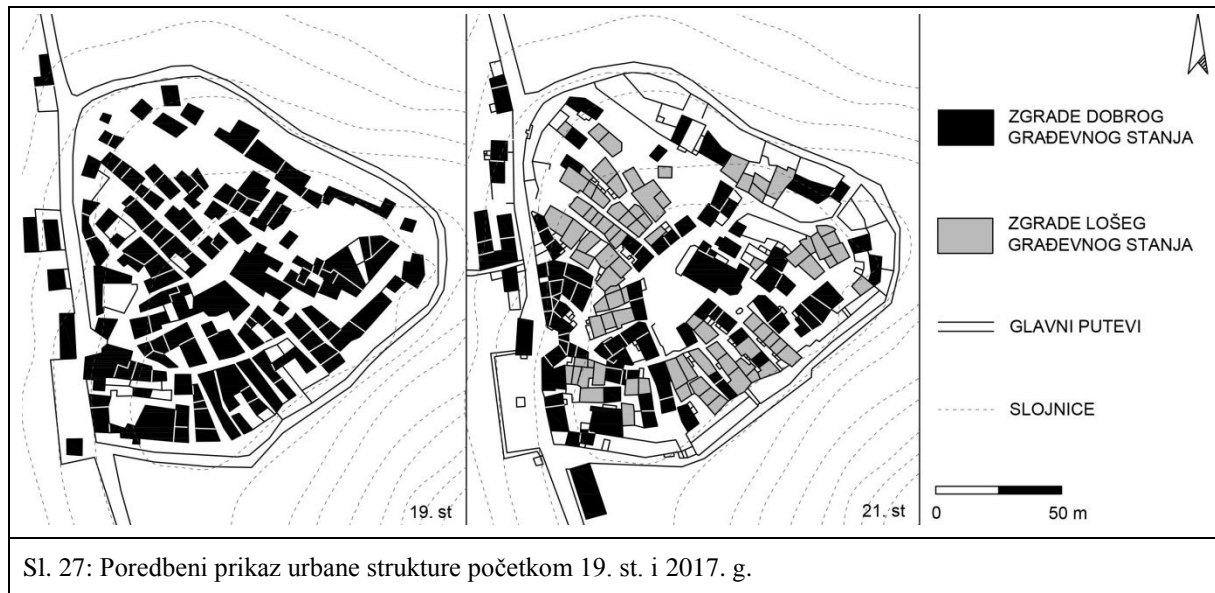 19. st
21. st
ZGRADE DOBROG
GRAĐEVNOG STANJA
ZGRADE LOŠEG
GRAĐEVNOG STANJA
GLAVNI PUTEVI
SLOJNICE
0 50 m
Sl. 27: Poredbeni prikaz urbane strukture početkom 19. st. i 2017. g.